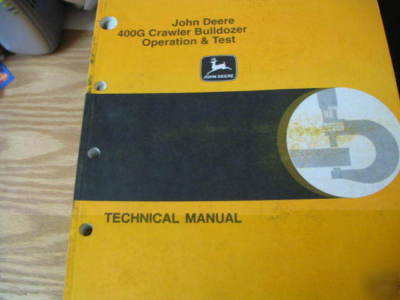 John Deere
400G Crawler Bulldozer
Operation & Test
JOHN DEERE
TECHNICAL MANUAL